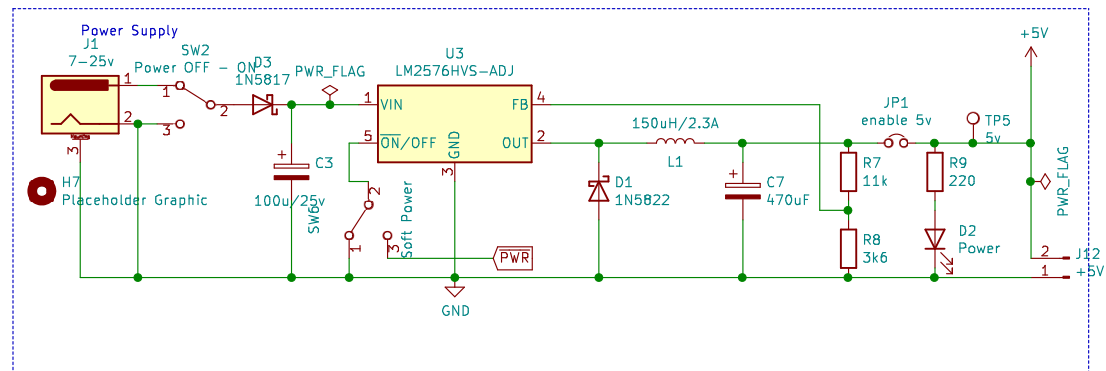 Power Supply
J1
7-25v
1
2
3
SW2
Power OFF - ON
1
2
3
D3
1N5817
PWR_FLAG
U3
LM2576HVS-ADJ
1
VIN
FB
4
5
ON/OFF
OUT
2
GND
3
C3
100u/25v
H7
Placeholder Graphic
SW6
Soft Power
2
1
3
PWR
GND
D1
1N5822
150uH/2.3A
L1
C7
470uF
R7
11k
R8
3k6
JP1
enable 5v
R9
220
D2
Power
TP5
5v
+5V
PWR_FLAG
2
1
J12
+5V